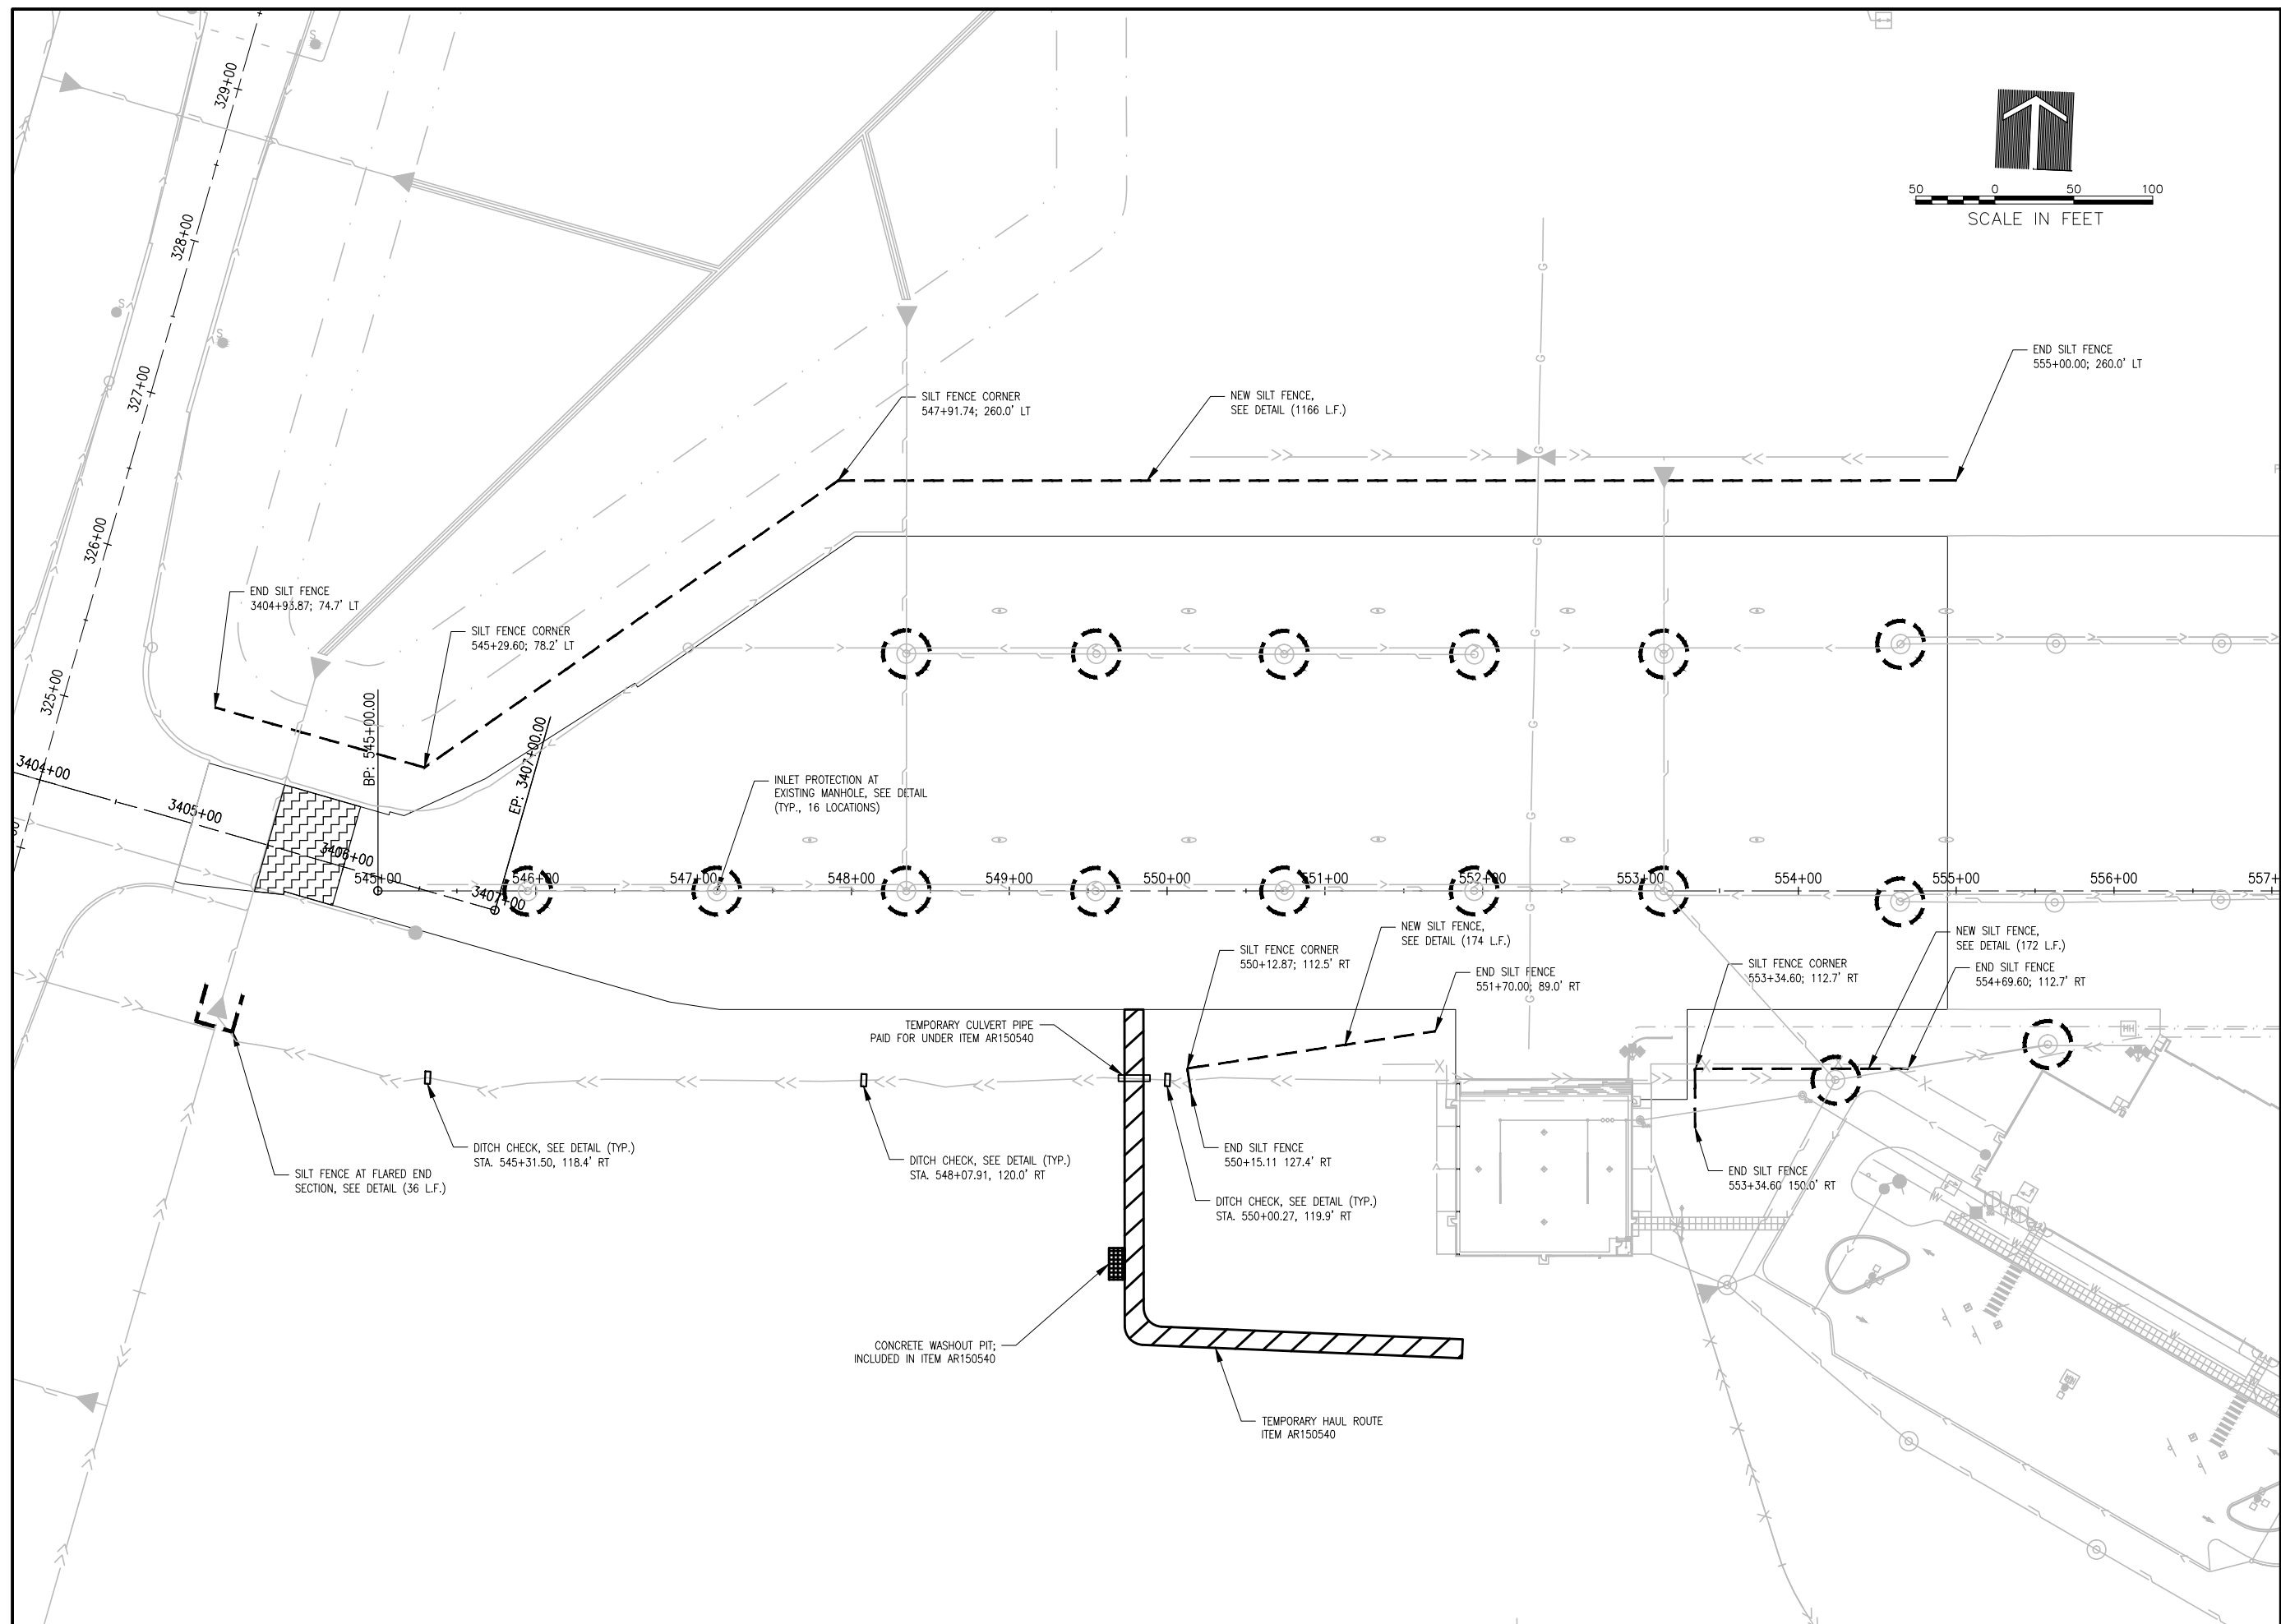 50 0 50 100
SCALE IN FEET
329+00
328+00
327+00
326+00
325+00
S
S
S
G
G
G
END SILT FENCE
555+00.00; 260.0' LT
SILT FENCE CORNER
547+91.74; 260.0' LT
NEW SILT FENCE,
SEE DETAIL (1166 L.F.)
END SILT FENCE
3404+93.87; 74.7' LT
SILT FENCE CORNER
545+29.60; 78.2' LT
BP: 545+00.00
EP: 3407+00.00
3404+00
3405+00
3406+00
3407+00
INLET PROTECTION AT
EXISTING MANHOLE, SEE DETAIL
(TYP., 16 LOCATIONS)
G
G
G
G
G
545+00
546+00
547+00
548+00
549+00
550+00
551+00
552+00
553+00
554+00
555+00
556+00
557+
SILT FENCE CORNER
550+12.87; 112.5' RT
NEW SILT FENCE,
SEE DETAIL (174 L.F.)
END SILT FENCE
551+70.00; 89.0' RT
SILT FENCE CORNER
553+34.60; 112.7' RT
NEW SILT FENCE,
SEE DETAIL (172 L.F.)
END SILT FENCE
554+69.60; 112.7' RT
TEMPORARY CULVERT PIPE
PAID FOR UNDER ITEM AR150540
HH
DITCH CHECK, SEE DETAIL (TYP.)
STA. 545+31.50, 118.4' RT
SILT FENCE AT FLARED END
SECTION, SEE DETAIL (36 L.F.)
DITCH CHECK, SEE DETAIL (TYP.)
STA. 548+07.91, 120.0' RT
END SILT FENCE
550+15.11 127.4' RT
DITCH CHECK, SEE DETAIL (TYP.)
STA. 550+00.27, 119.9' RT
END SILT FENCE
553+34.60 150.0' RT
CONCRETE WASHOUT PIT;
INCLUDED IN ITEM AR150540
TEMPORARY HAUL ROUTE
ITEM AR150540
W
W
W
W